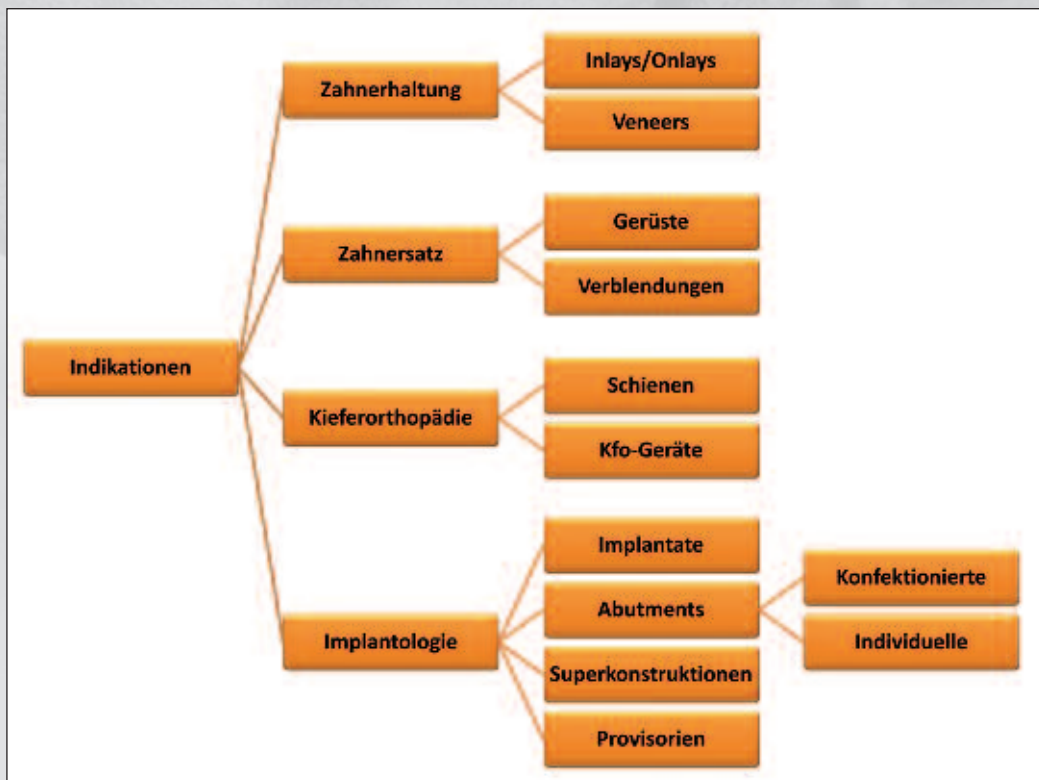 Indikationen
Zahnerhaltung
Inlays/Onlays
Veneers
Zahnersatz
Gerüste
Verblendungen
Kieferorthopädie
Schienen
Kfo-Geräte
Implantologie
Implantate
Abutments
Konfektionierte
Individuelle
Superkonstruktionen
Provisorien